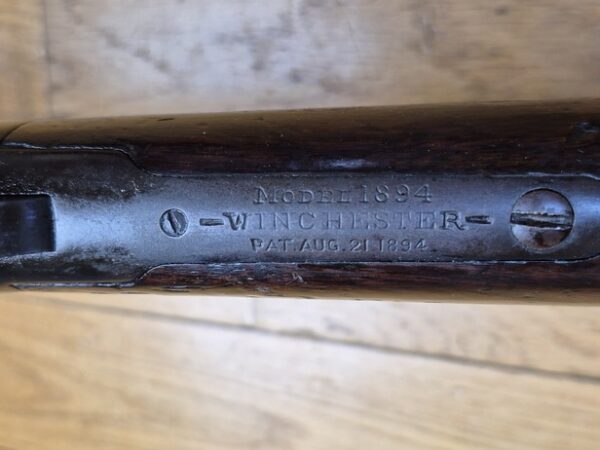 MODEL 1894
-WINCHESTER-
PAT. AUG. 21. 1894.